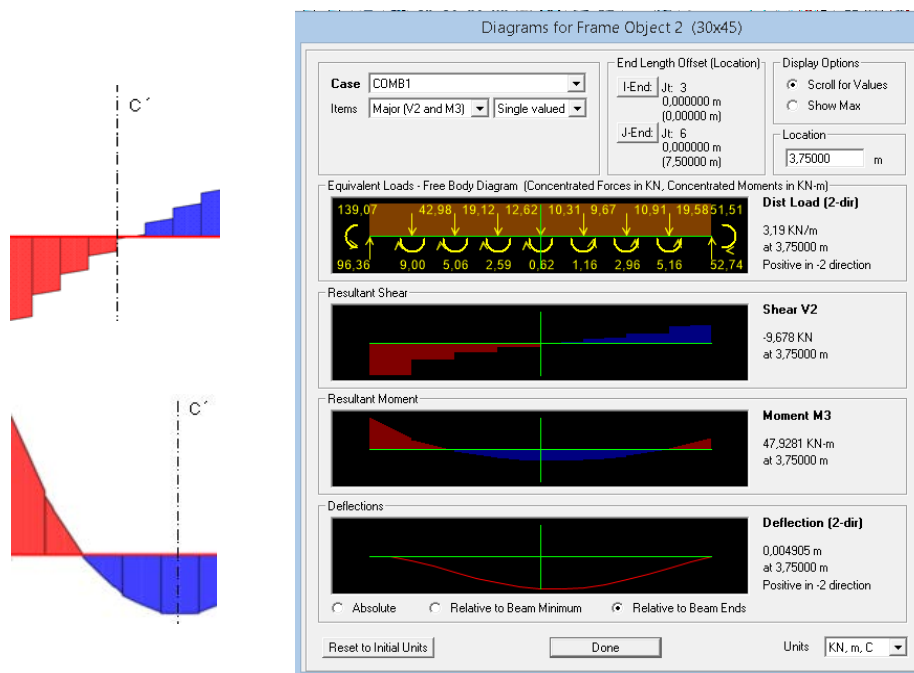 C´
C´
Diagrams for Frame Object 2 (30x45)
Case COMB1
Items Major (V2 and M3) Single valued
End Length Offset (Location)
I-End: Jt: 3
0,000000 m
(0,00000 m)
J-End: Jt: 6
0,000000 m
(7,50000 m)
Display Options
Scroll for Values
Show Max
Location
3,75000 m
Equivalent Loads - Free Body Diagram (Concentrated Forces in KN, Concentrated Moments in KN-m)
139,07 42,98 19,12 12,62 10,31 9,67 10,91 19,58 51,51
96,36 9,00 5,06 2,59 0,62 1,16 2,96 5,16 52,74
Dist Load (2-dir)
3,19 KN/m
at 3,75000 m
Positive in -2 direction
Resultant Shear
Shear V2
-9,678 KN
at 3,75000 m
Resultant Moment
Moment M3
47,9281 KN-m
at 3,75000 m
Deflections
Deflection (2-dir)
0,004905 m
at 3,75000 m
Positive in -2 direction
Absolute Relative to Beam Minimum Relative to Beam Ends
Reset to Initial Units Done Units KN, m, C